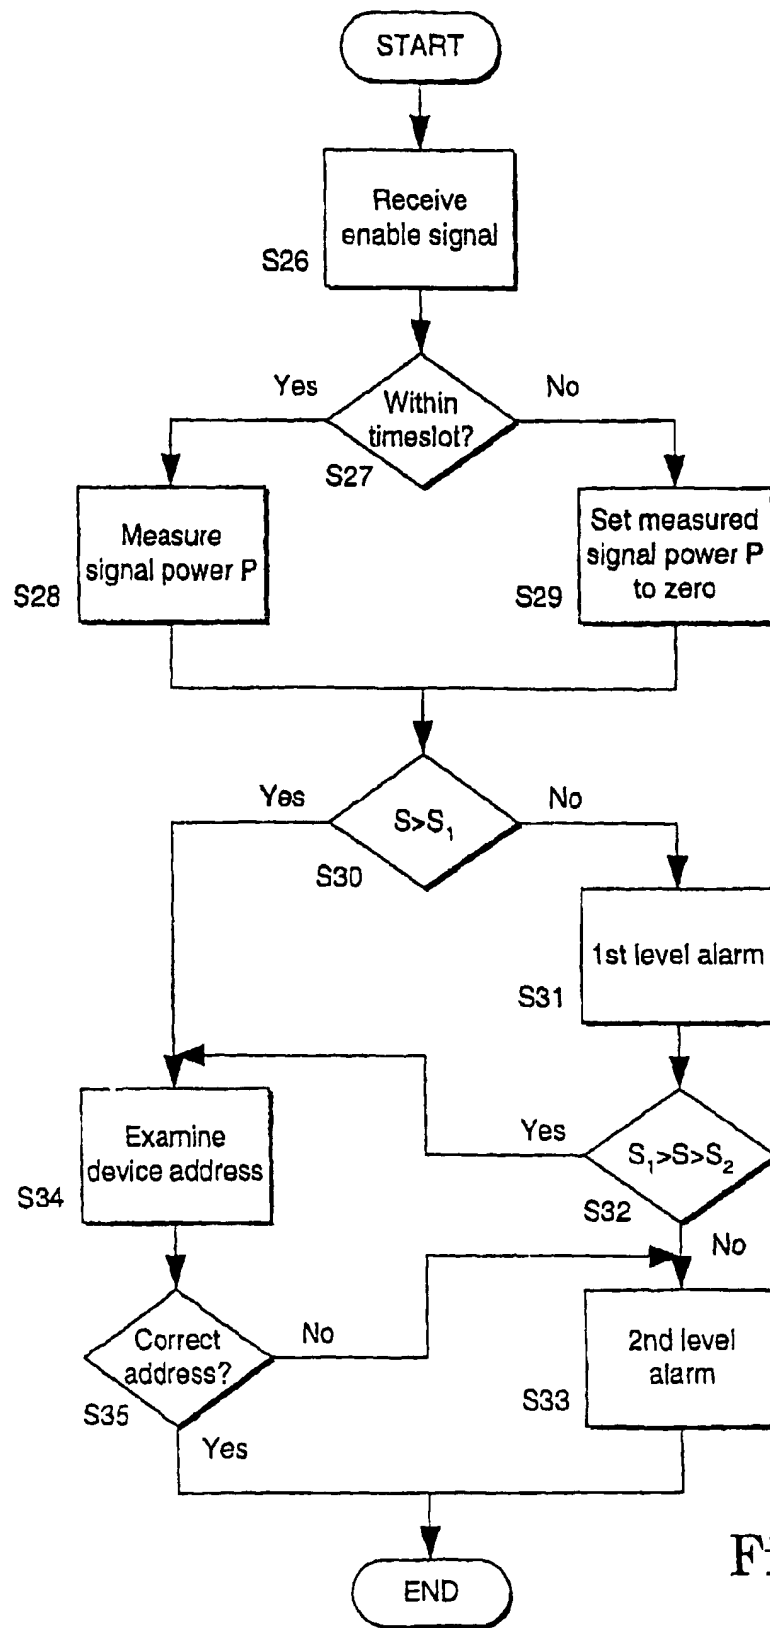 START
Receive
enable signal
S26
Yes
No
Within
timeslot?
S27
Measure
signal power P
S28
Set measured
signal power P
to zero
S29
Yes
No
S>S₁
S30
1st level alarm
S31
Examine
device address
S34
Yes
S₁>S>S₂
S32
No
Correct
address?
No
S35
Yes
2nd level
alarm
S33
END